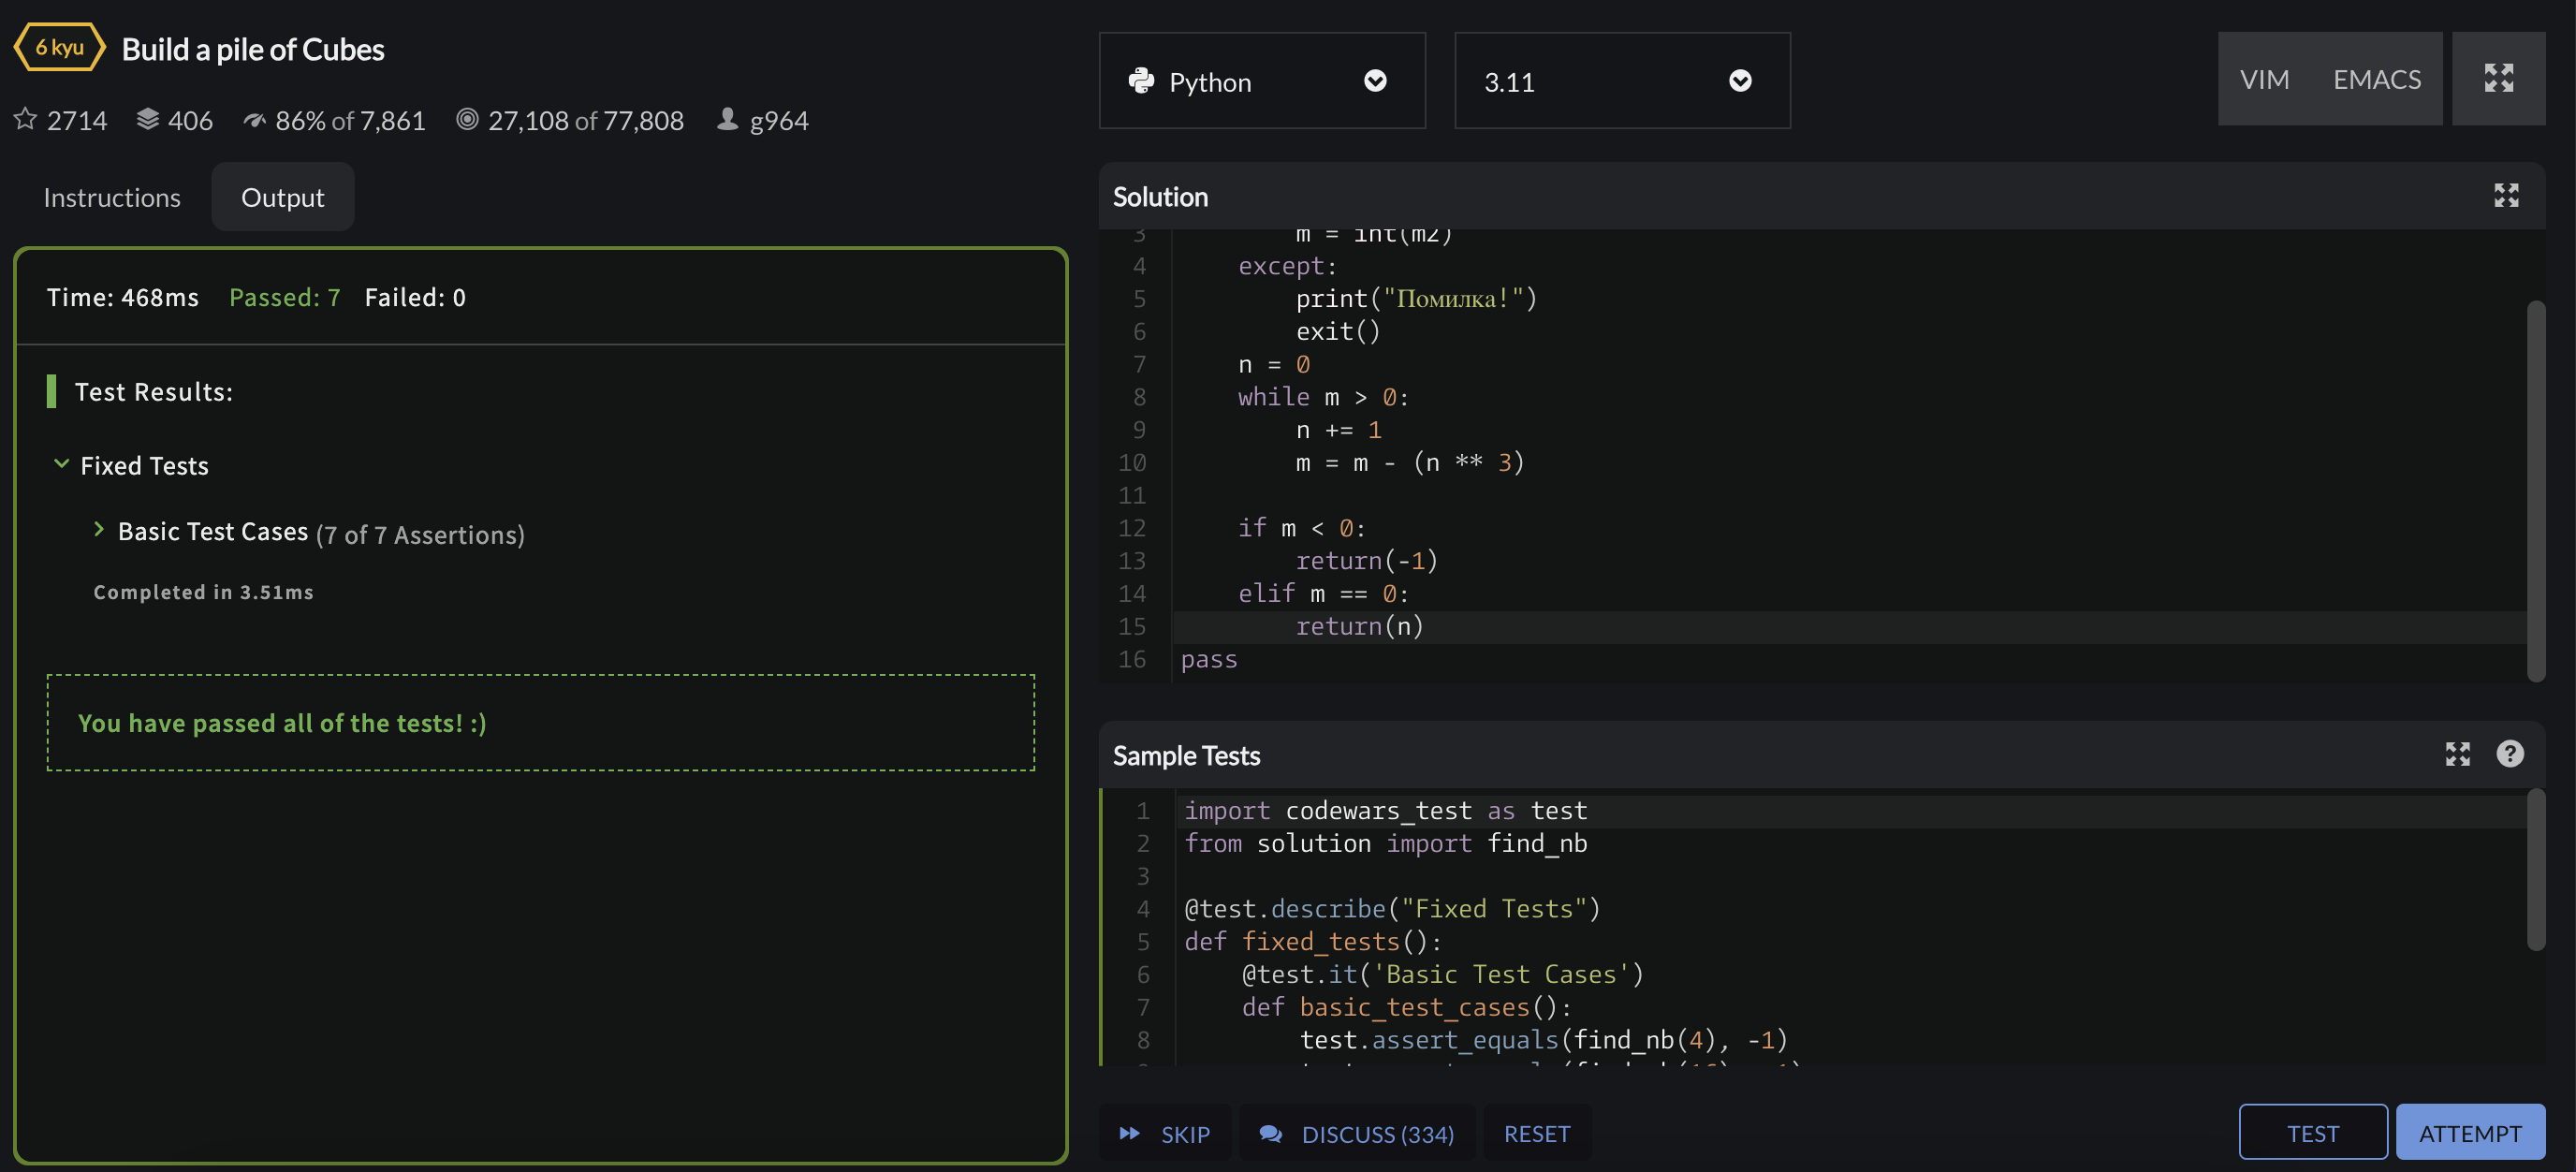 6 kyu Build a pile of Cubes
2714 406 86% of 7,861 27,108 of 77,808 g964
Instructions Output
Time: 468ms Passed: 7 Failed: 0
Test Results:
Fixed Tests
Basic Test Cases (7 of 7 Assertions)
Completed in 3.51ms
You have passed all of the tests! :)
Python 3.11 VIM EMACS
Solution
3 m = int(m2)
4 except:
5 print("Помилка!")
6 exit()
7 n = 0
8 while m > 0:
9 n += 1
10 m = m - (n ** 3)
11
12 if m < 0:
13 return(-1)
14 elif m == 0:
15 return(n)
16 pass
Sample Tests
1 import codewars_test as test
2 from solution import find_nb
3
4 @test.describe("Fixed Tests")
5 def fixed_tests():
6 @test.it('Basic Test Cases')
7 def basic_test_cases():
8 test.assert_equals(find_nb(4), -1)
SKIP DISCUSS (334) RESET TEST ATTEMPT